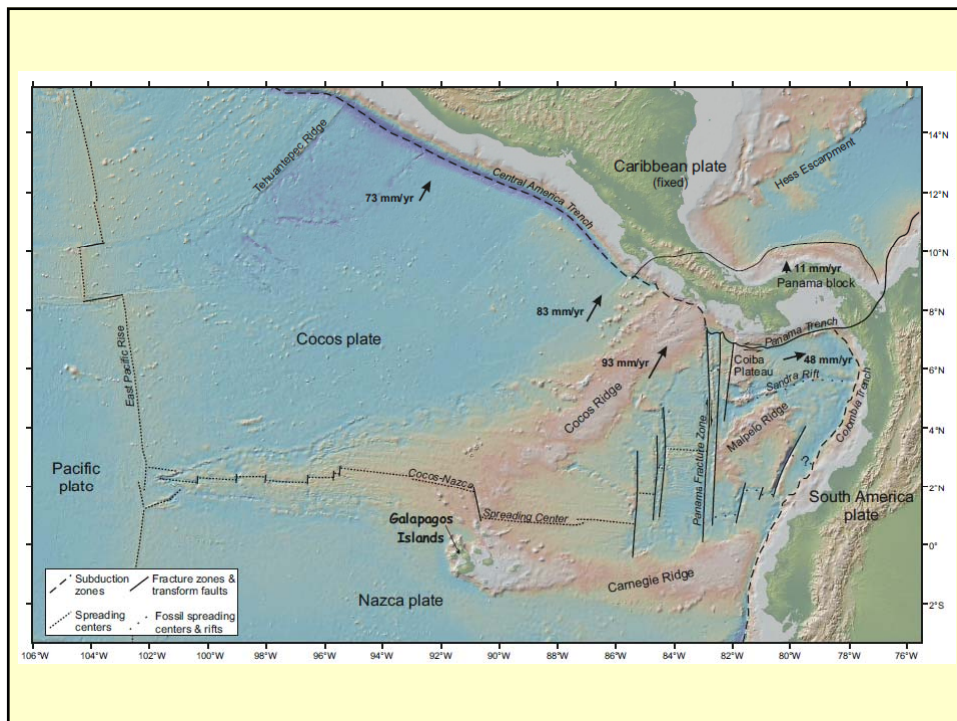 14°N
12°N
10°N
8°N
6°N
4°N
2°N
0°
2°S
Tehuantepec Ridge
Caribbean plate
(fixed)
Hess Escarpment
73 mm/yr
Central America Trench
11 mm/yr
Panama block
83 mm/yr
Cocos plate
East Pacific Rise
93 mm/yr
Cocos Ridge
Panama Trench
Coiba
Plateau
48 mm/yr
Sandra Rift
Malpelo Ridge
Colombia Trench
Panama Fracture Zone
?
Pacific
plate
Cocos-Nazca
Spreading Center
South America
plate
Galapagos
Islands
Carnegie Ridge
Nazca plate
Subduction
zones
Fracture zones &
transform faults
Spreading
centers
Fossil spreading
centers & rifts
106°W
104°W
102°W
100°W
98°W
96°W
94°W
92°W
90°W
88°W
86°W
84°W
82°W
80°W
78°W
76°W